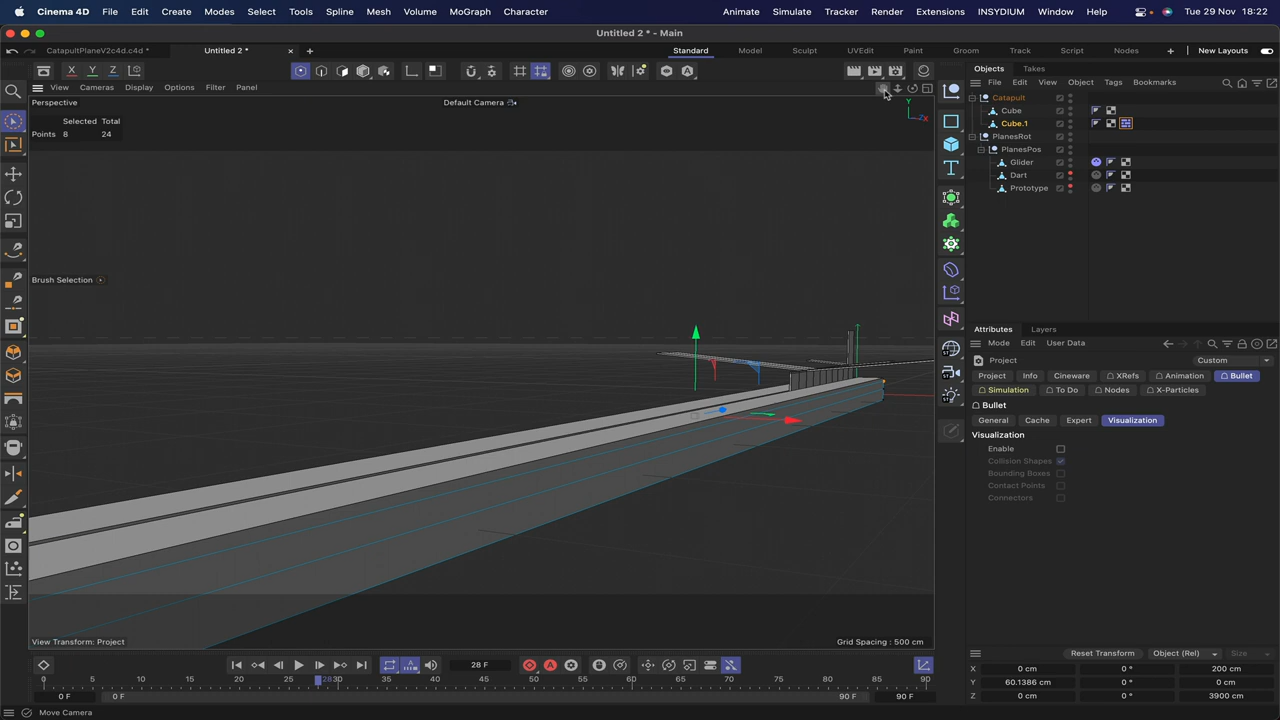 Cinema 4D File Edit Create Modes Select Tools Spline Mesh Volume MoGraph Character Animate Simulate Tracker Render Extensions INSYDIUM Window Help Tue 29 Nov 18:22
Untitled 2 * - Main
CatapultPlaneV2c4d.c4d * Untitled 2 * Standard Model Sculpt UVEdit Paint Groom Track Script Nodes New Layouts
X Y Z
Objects Takes
File Edit View Object Tags Bookmarks
View Cameras Display Options Filter Panel
Perspective Default Camera
Y
Z X
Selected Total
Points 8 24
Brush Selection
Catapult
Cube
Cube.1
PlanesRot
PlanesPos
Glider
Dart
Prototype
Attributes Layers
Mode Edit User Data
Project Custom
Project Info Cineware XRefs Animation Bullet
Simulation To Do Nodes X-Particles
Bullet
General Cache Expert Visualization
Visualization
Enable
Collision Shapes
Bounding Boxes
Contact Points
Connectors
View Transform: Project Grid Spacing : 500 cm
Reset Transform Object (Rel) Size
X 0 cm 0 ° 200 cm
Y 60.1386 cm 0 ° 0 cm
Z 0 cm 0 ° 3900 cm
28 F
0 5 10 15 20 25 28 30 35 40 45 50 55 60 65 70 75 80 85 90
0 F 0 F 90 F 90 F
Move Camera